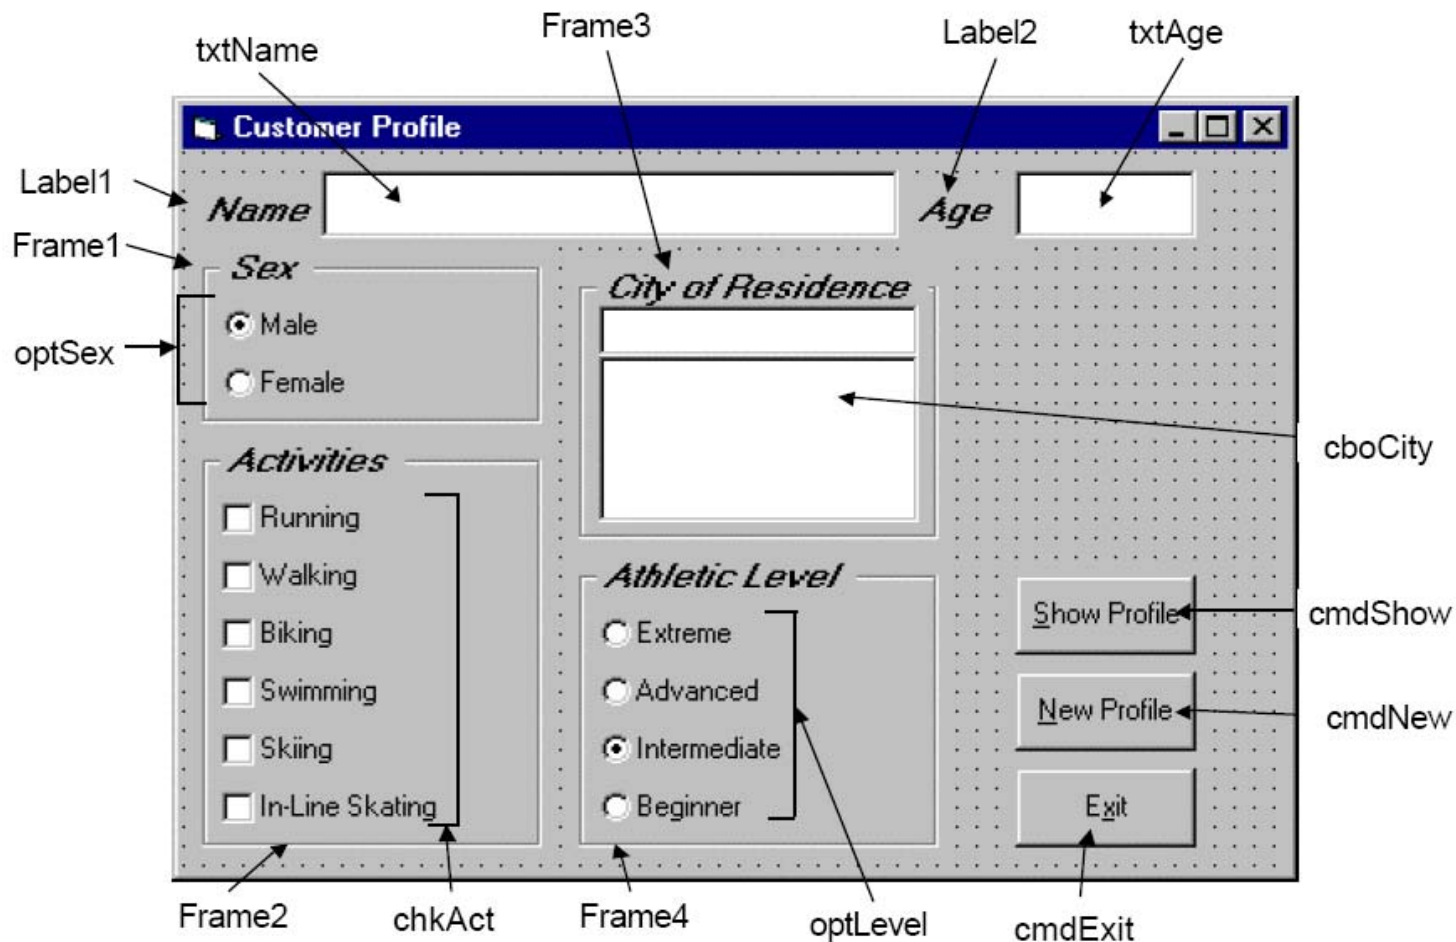 Frame3
txtName
Label2
txtAge
Customer Profile
Label1
Name
Age
Frame1
Sex
City of Residence
Male
optSex
Female
cboCity
Activities
Running
Walking
Athletic Level
Biking
Extreme
Show Profile
cmdShow
Swimming
Advanced
New Profile
cmdNew
Skiing
Intermediate
In-Line Skating
Beginner
Exit
Frame2
chkAct
Frame4
optLevel
cmdExit